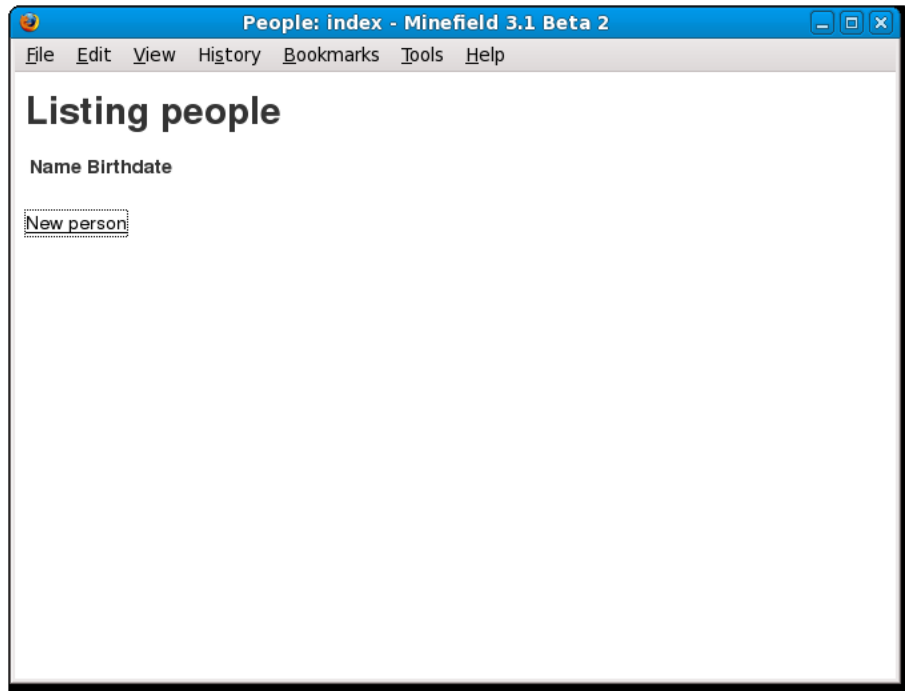 People: index - Minefield 3.1 Beta 2
File Edit View History Bookmarks Tools Help
Listing people
Name Birthdate
New person